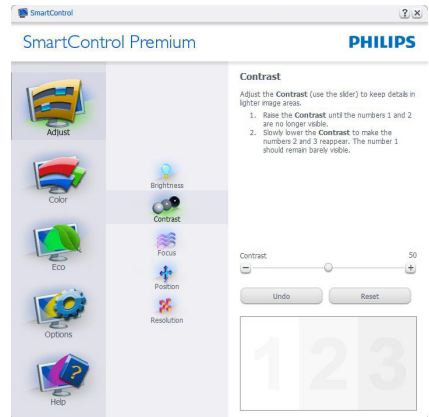 SmartControl
SmartControl Premium
PHILIPS
Adjust
Color
Eco
Options
Help
Brightness
Contrast
Focus
Position
Resolution
Contrast
Adjust the Contrast (use the slider) to keep details in
lighter image areas.
1. Raise the Contrast until the numbers 1 and 2
are no longer visible.
2. Slowly lower the Contrast to make the
numbers 2 and 3 reappear. The number 1
should remain barely visible.
Contrast 50
Undo Reset
1 2 3